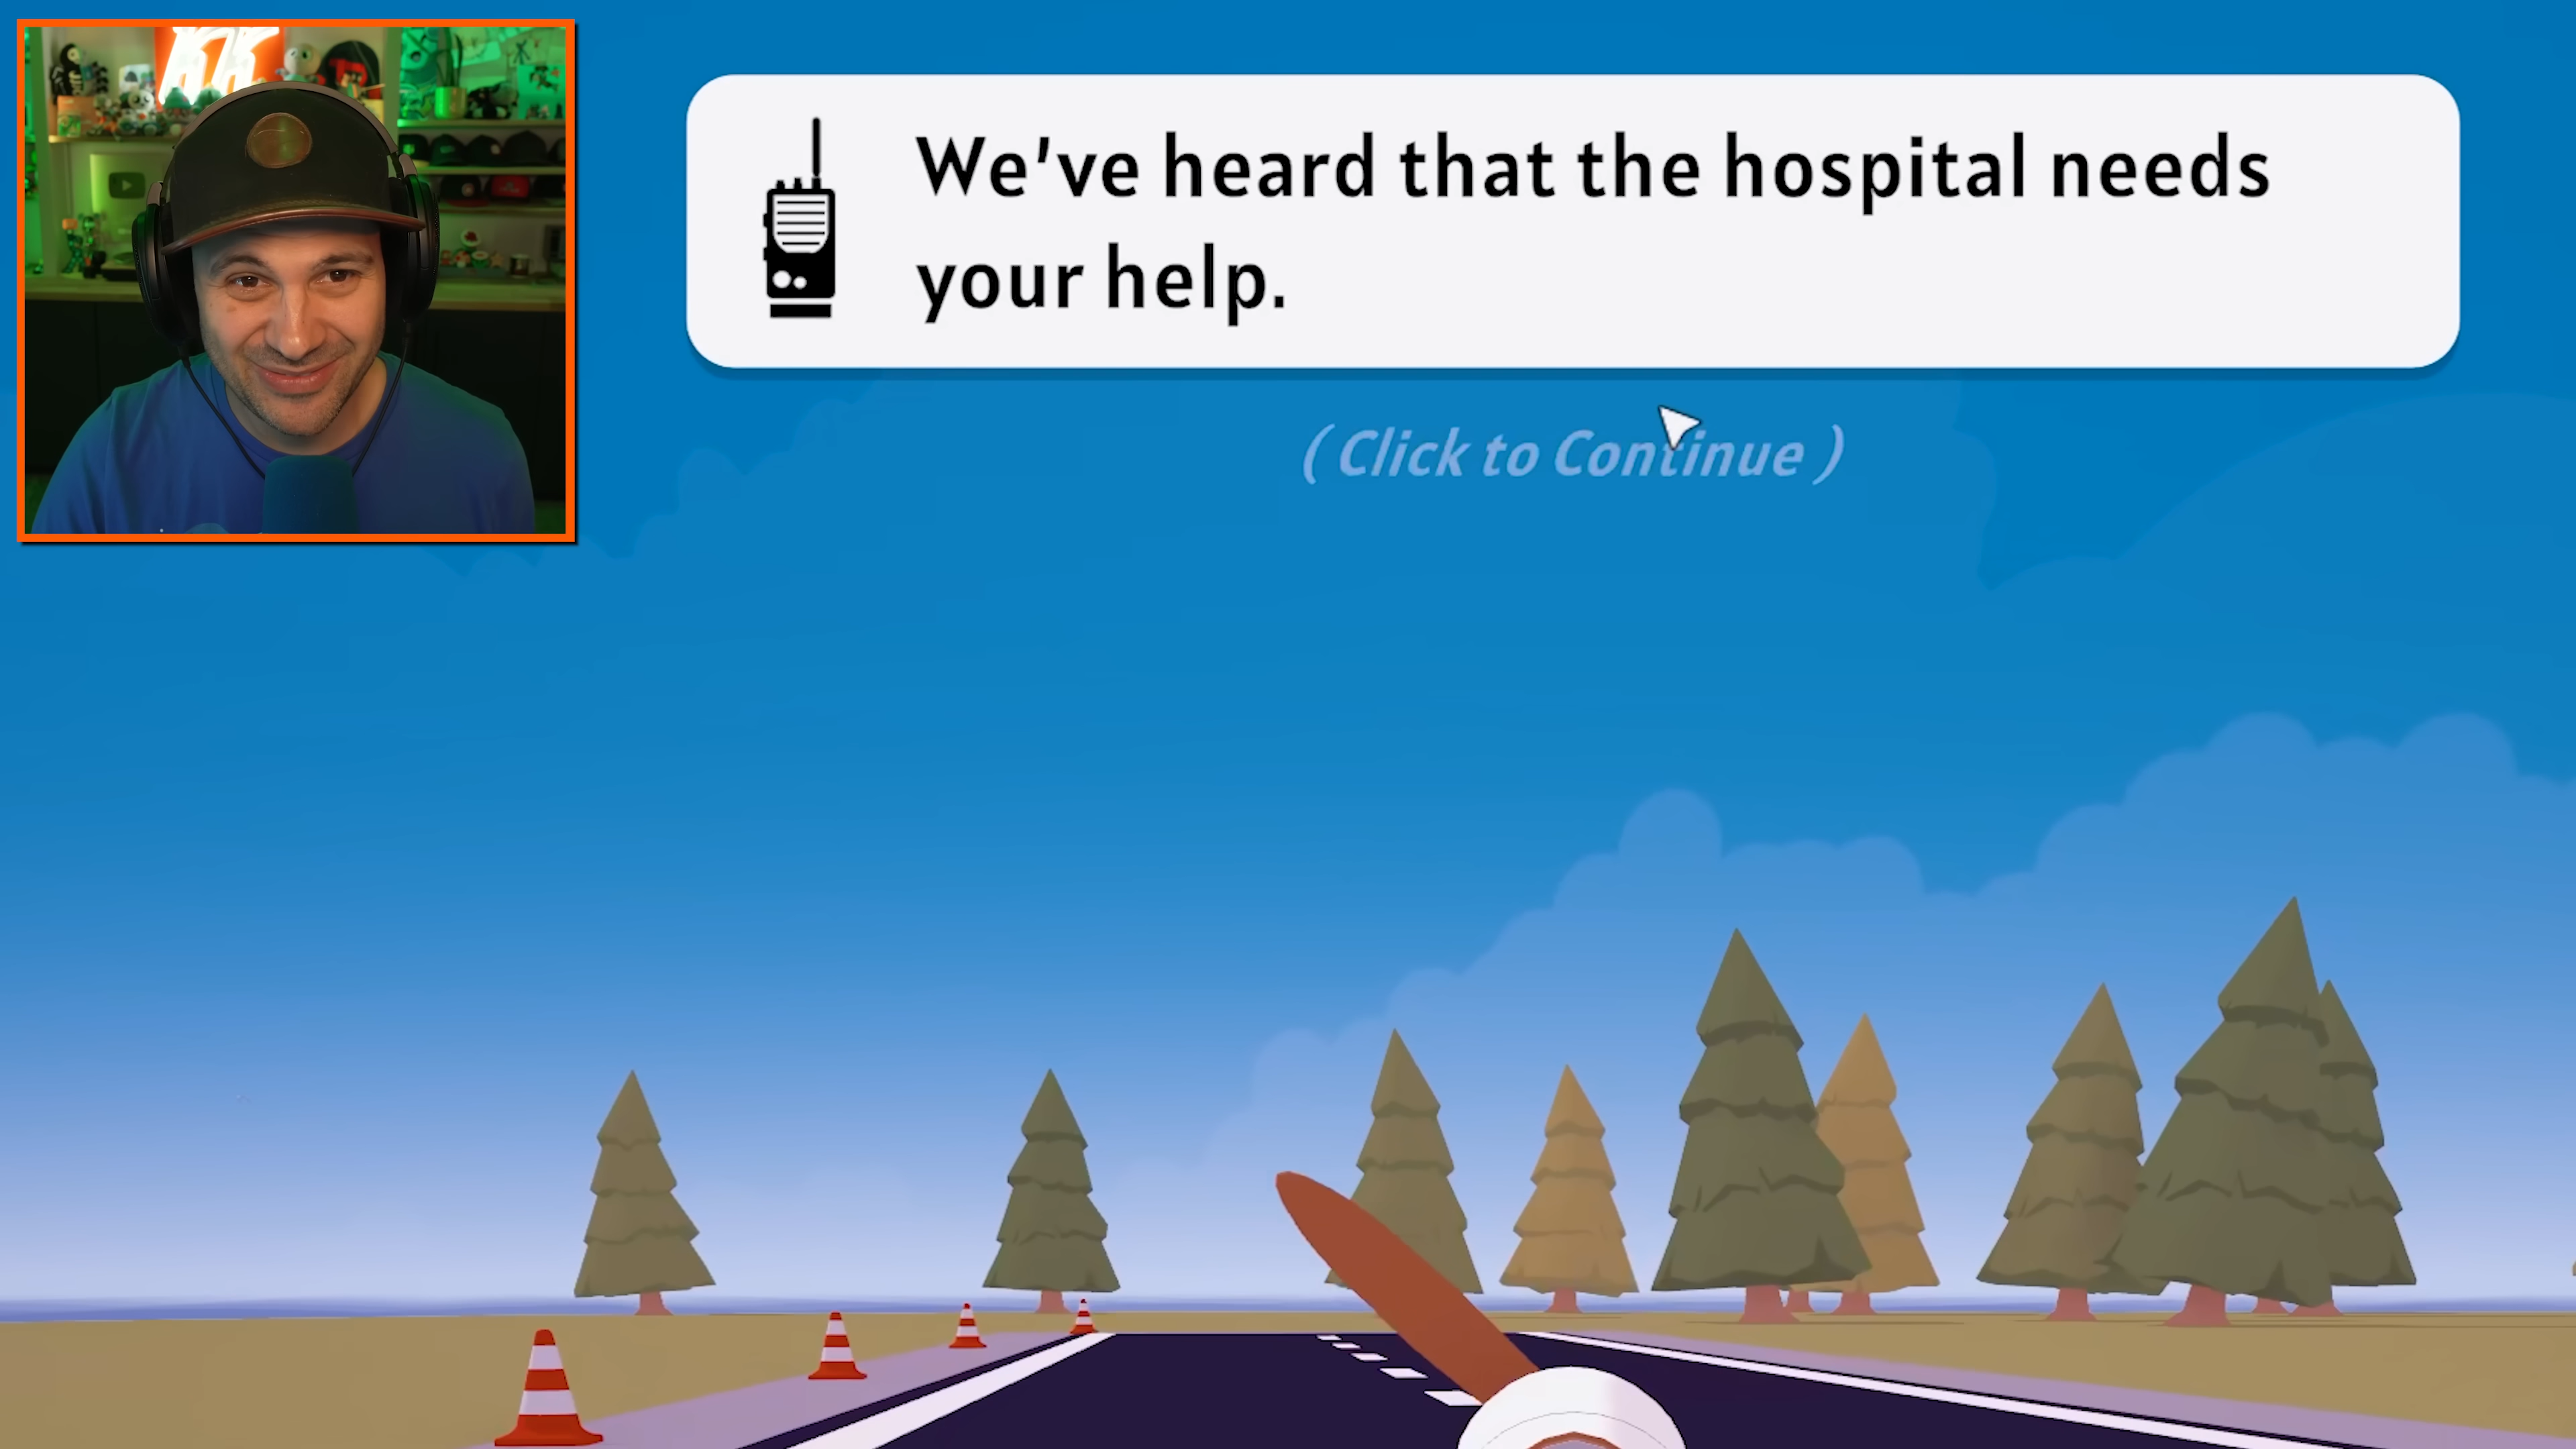 We've heard that the hospital needs
your help.
( Click to Continue )